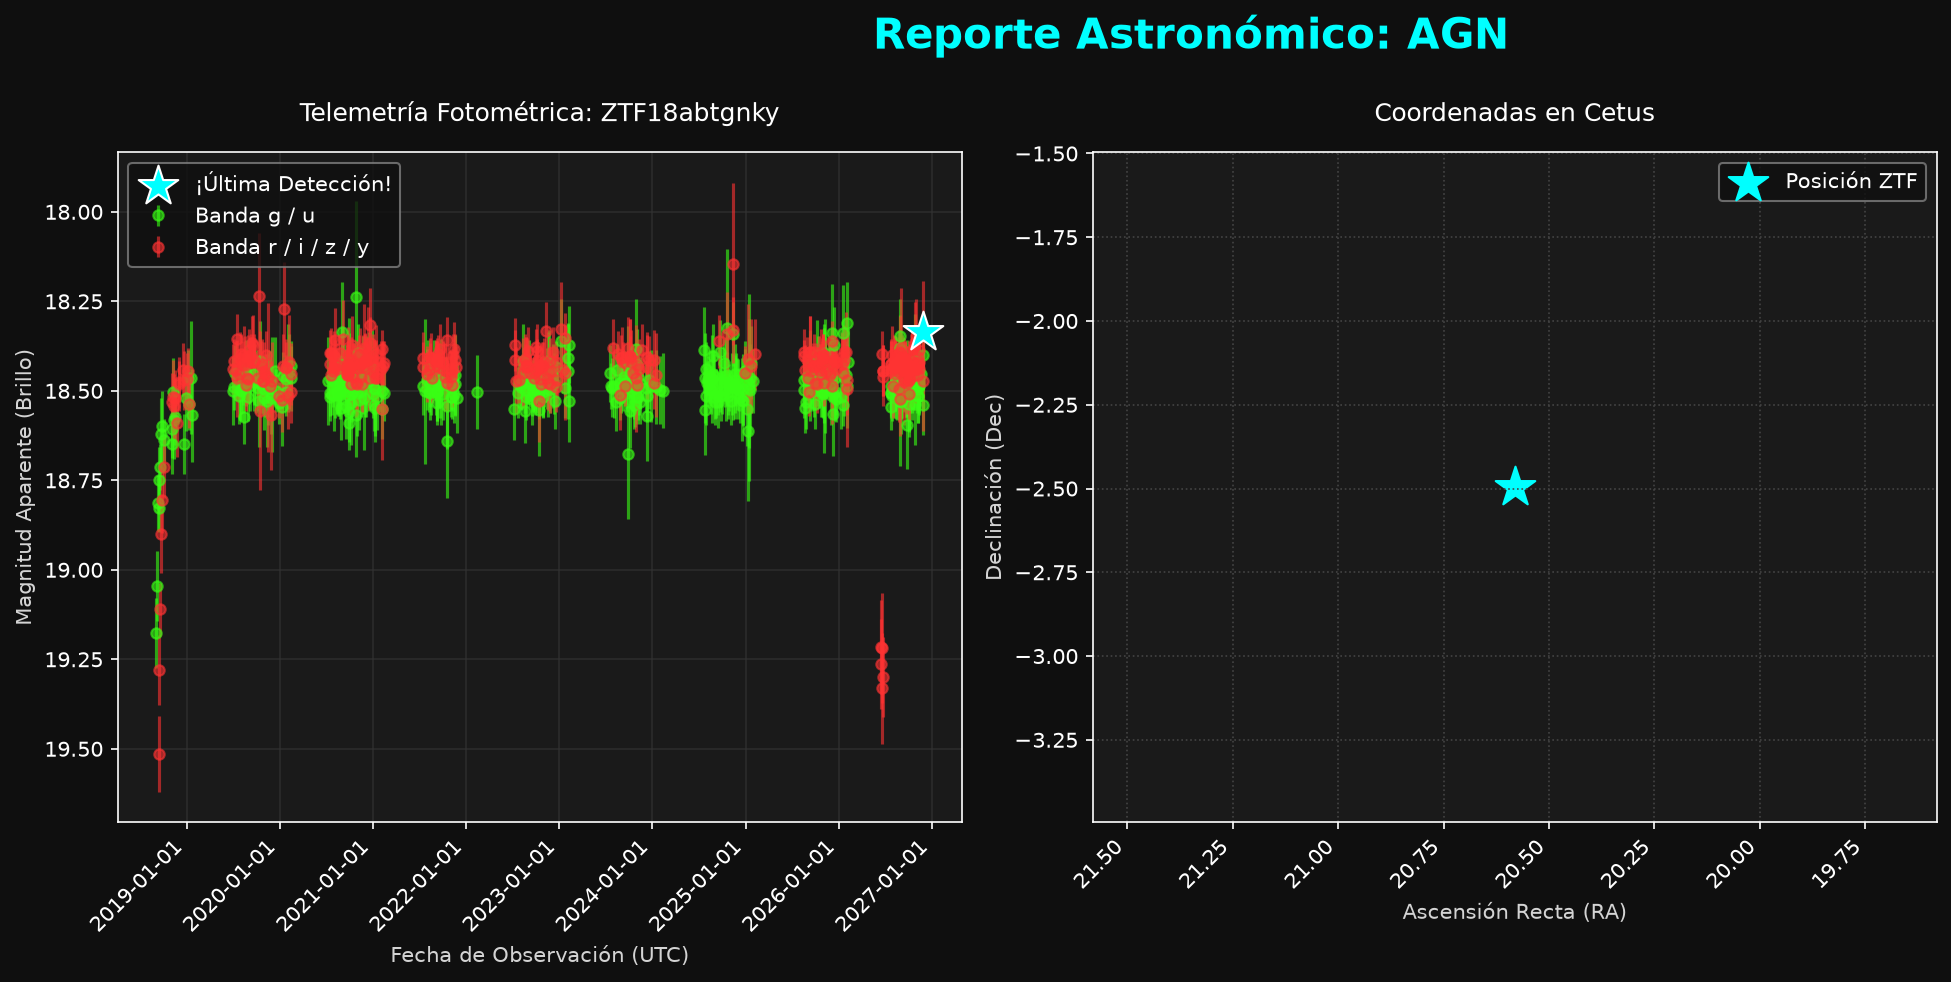 Reporte Astronómico: AGN
Telemetría Fotométrica: ZTF18abtgnky
¡Última Detección!
Banda g / u
Banda r / i / z / y
Magnitud Aparente (Brillo)
18.00
18.25
18.50
18.75
19.00
19.25
19.50
2019-01-01
2020-01-01
2021-01-01
2022-01-01
2023-01-01
2024-01-01
2025-01-01
2026-01-01
2027-01-01
Fecha de Observación (UTC)
Coordenadas en Cetus
Posición ZTF
Declinación (Dec)
−1.50
−1.75
−2.00
−2.25
−2.50
−2.75
−3.00
−3.25
21.50
21.25
21.00
20.75
20.50
20.25
20.00
19.75
Ascensión Recta (RA)